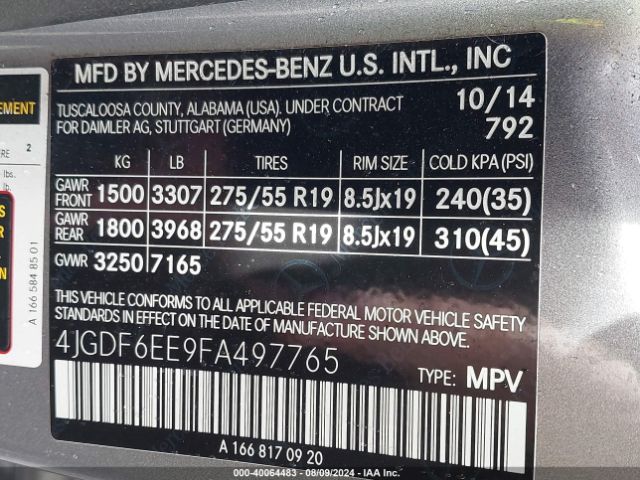 MFD BY MERCEDES-BENZ U.S. INTL., INC
TUSCALOOSA COUNTY, ALABAMA (USA). UNDER CONTRACT 10/14
FOR DAIMLER AG, STUTTGART (GERMANY) 792
KG LB TIRES RIM SIZE COLD KPA (PSI)
GAWR FRONT 1500 3307 275/55 R19 8.5Jx19 240(35)
GAWR REAR 1800 3968 275/55 R19 8.5Jx19 310(45)
GVWR 3250 7165
THIS VEHICLE CONFORMS TO ALL APPLICABLE FEDERAL MOTOR VEHICLE SAFETY
STANDARDS IN EFFECT ON THE DATE OF MANUFACTURE SHOWN ABOVE.
4JGDF6EE9FA497765
TYPE: MPV
A 166 817 09 20
EMENT
2
lbs.
lb.
A 166 584 85 01
000-40064483 - 08/09/2024 - IAA Inc.